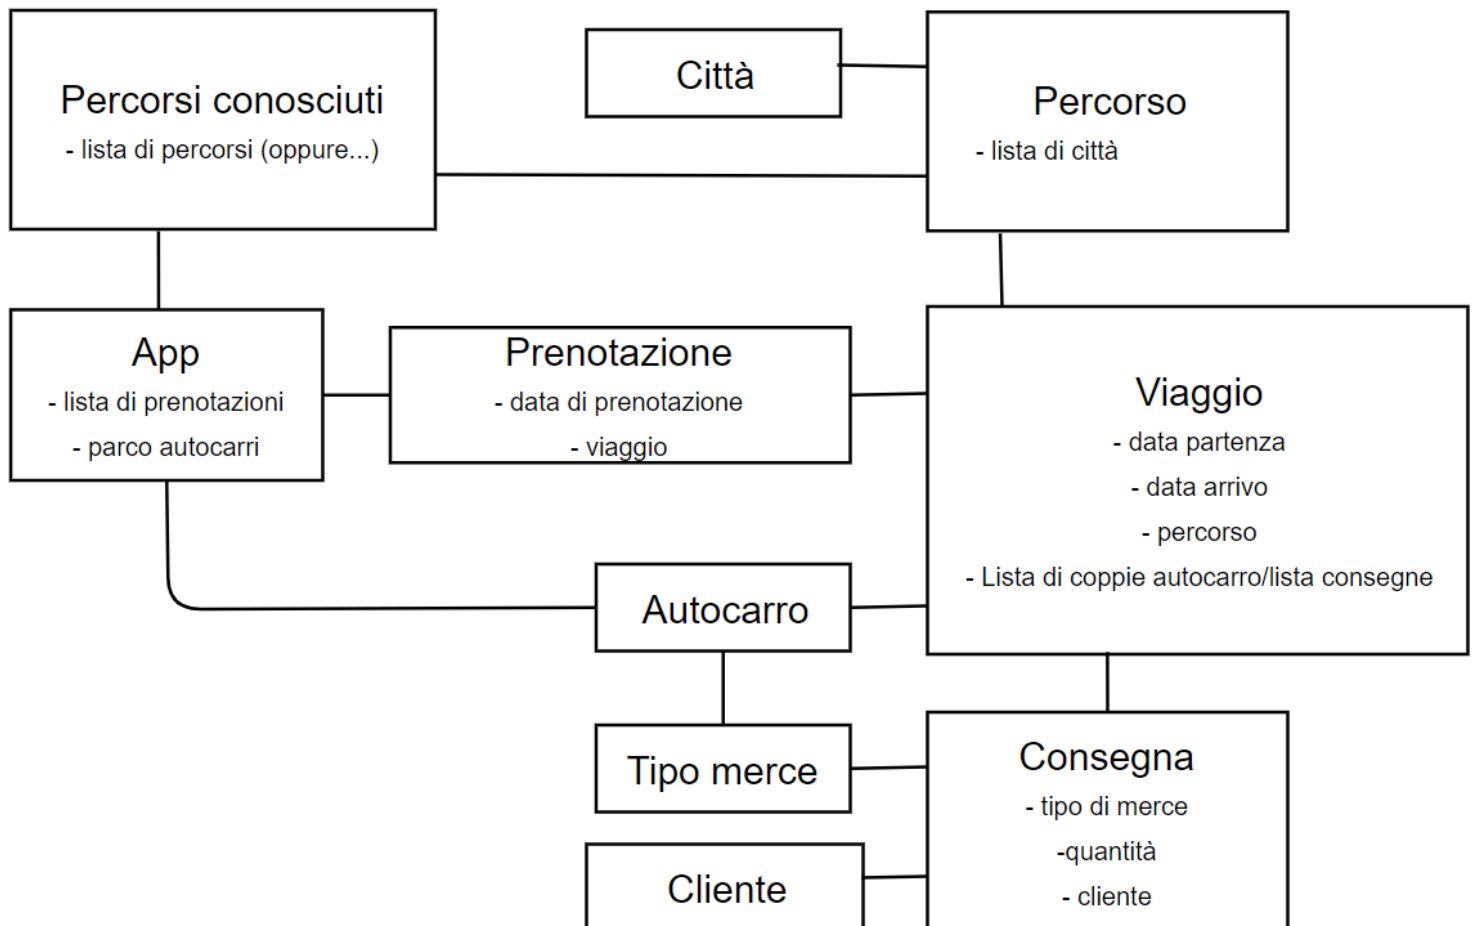 Percorsi conosciuti
- lista di percorsi (oppure...)
Città
Percorso
- lista di città
App
- lista di prenotazioni
- parco autocarri
Prenotazione
- data di prenotazione
- viaggio
Viaggio
- data partenza
- data arrivo
- percorso
- Lista di coppie autocarro/lista consegne
Autocarro
Tipo merce
Consegna
- tipo di merce
-quantità
- cliente
Cliente